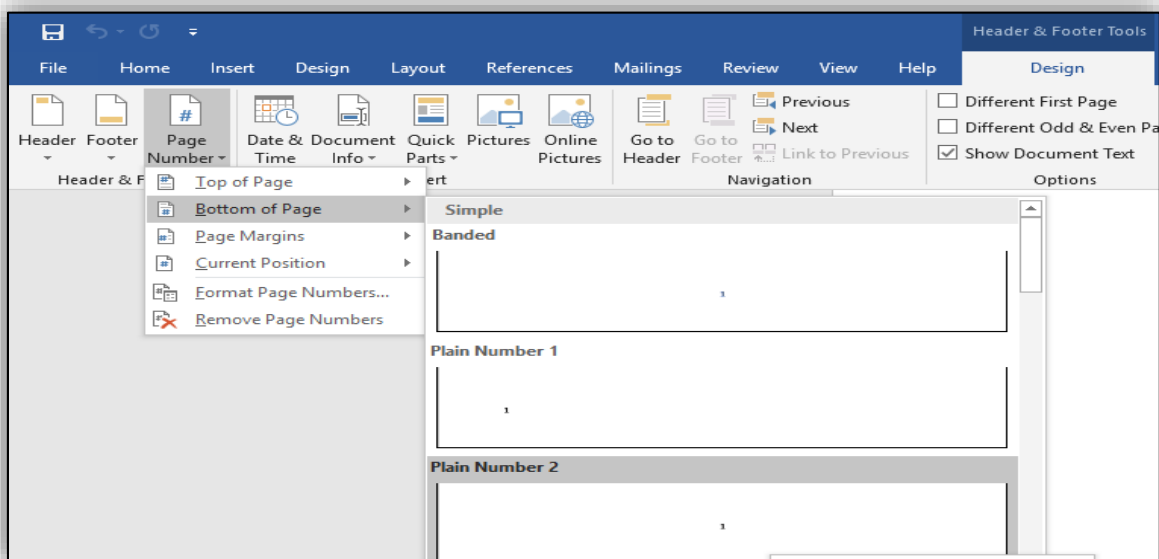 Header & Footer Tools
File Home Insert Design Layout References Mailings Review View Help Design
Header Footer Page Number Date & Time Document Info Quick Parts Pictures Online Pictures Go to Header Go to Footer Previous Next Link to Previous
Different First Page
Different Odd & Even Pa
Show Document Text
Header & F ert Navigation Options
Top of Page
Bottom of Page
Page Margins
Current Position
Format Page Numbers...
Remove Page Numbers
Simple
Banded
1
Plain Number 1
1
Plain Number 2
1